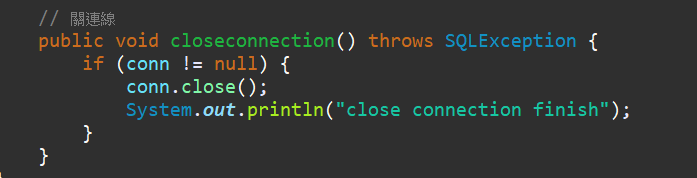 // 關連線
public void closeconnection() throws SQLException {
if (conn != null) {
conn.close();
System.out.println("close connection finish");
}
}